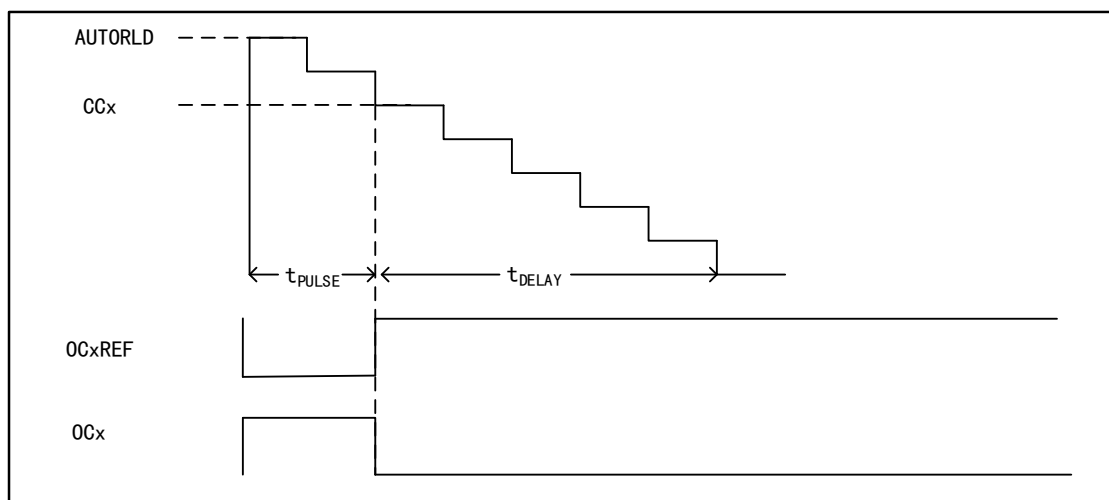 AUTORLD
CCx
tPULSE
tDELAY
OCxREF
OCx